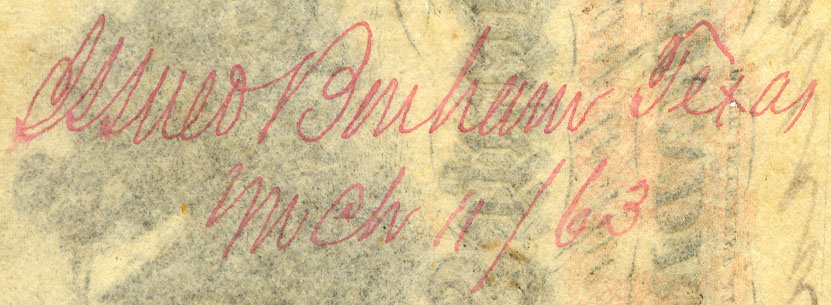 Issued Bonham Texas
Mch 11/63